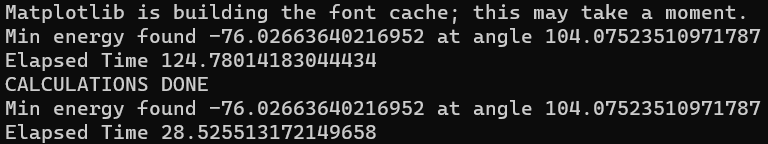 Matplotlib is building the font cache; this may take a moment.
Min energy found -76.02663640216952 at angle 104.07523510971787
Elapsed Time 124.78014183044434
CALCULATIONS DONE
Min energy found -76.02663640216952 at angle 104.07523510971787
Elapsed Time 28.525513172149658